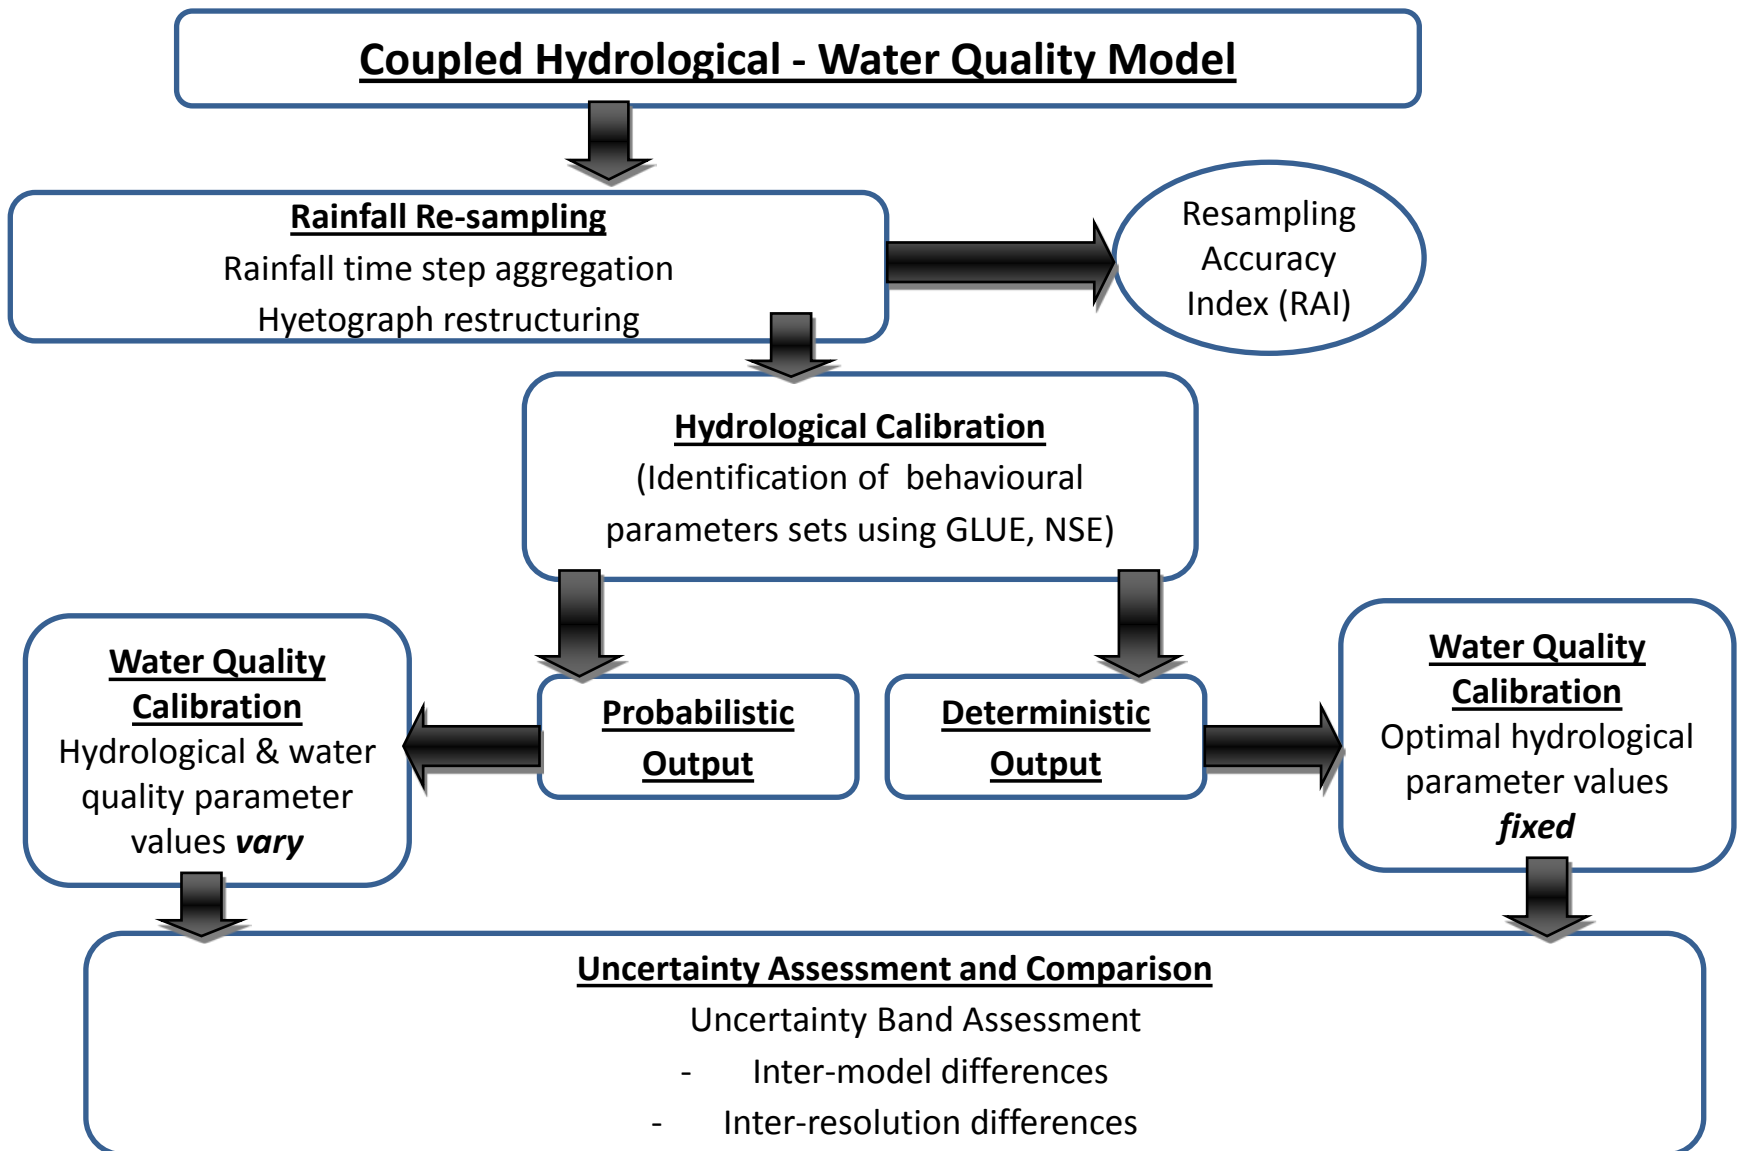 Coupled Hydrological - Water Quality Model
Rainfall Re-sampling
Rainfall time step aggregation
Hyetograph restructuring
Resampling
Accuracy
Index (RAI)
Hydrological Calibration
(Identification of behavioural
parameters sets using GLUE, NSE)
Water Quality
Calibration
Hydrological & water
quality parameter
values vary
Probabilistic
Output
Deterministic
Output
Water Quality
Calibration
Optimal hydrological
parameter values
fixed
Uncertainty Assessment and Comparison
Uncertainty Band Assessment
- Inter-model differences
- Inter-resolution differences